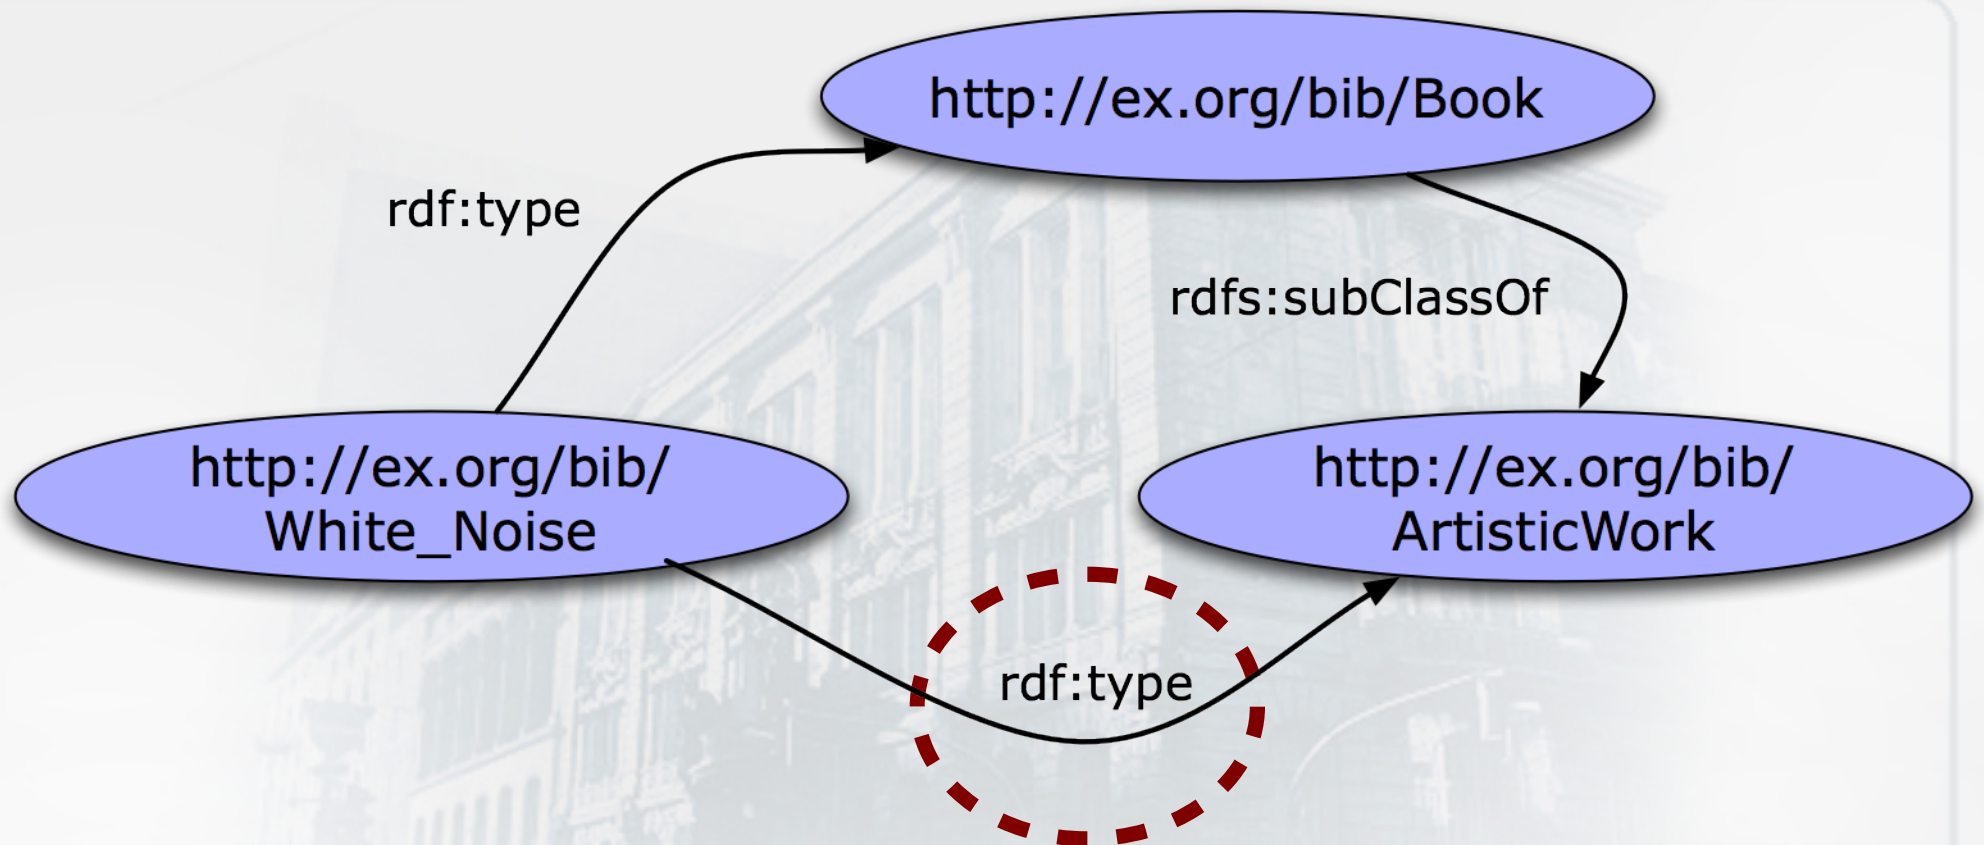 http://ex.org/bib/Book
rdf:type
rdfs:subClassOf
http://ex.org/bib/
White_Noise
http://ex.org/bib/
ArtisticWork
rdf:type